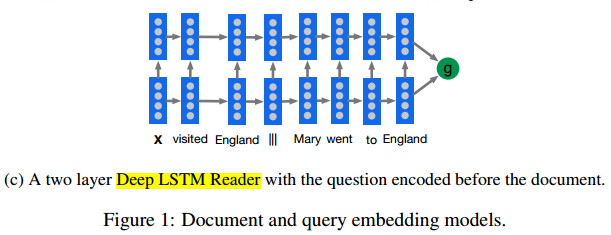 g
X visited England ||| Mary went to England
(c) A two layer Deep LSTM Reader with the question encoded before the document.
Figure 1: Document and query embedding models.